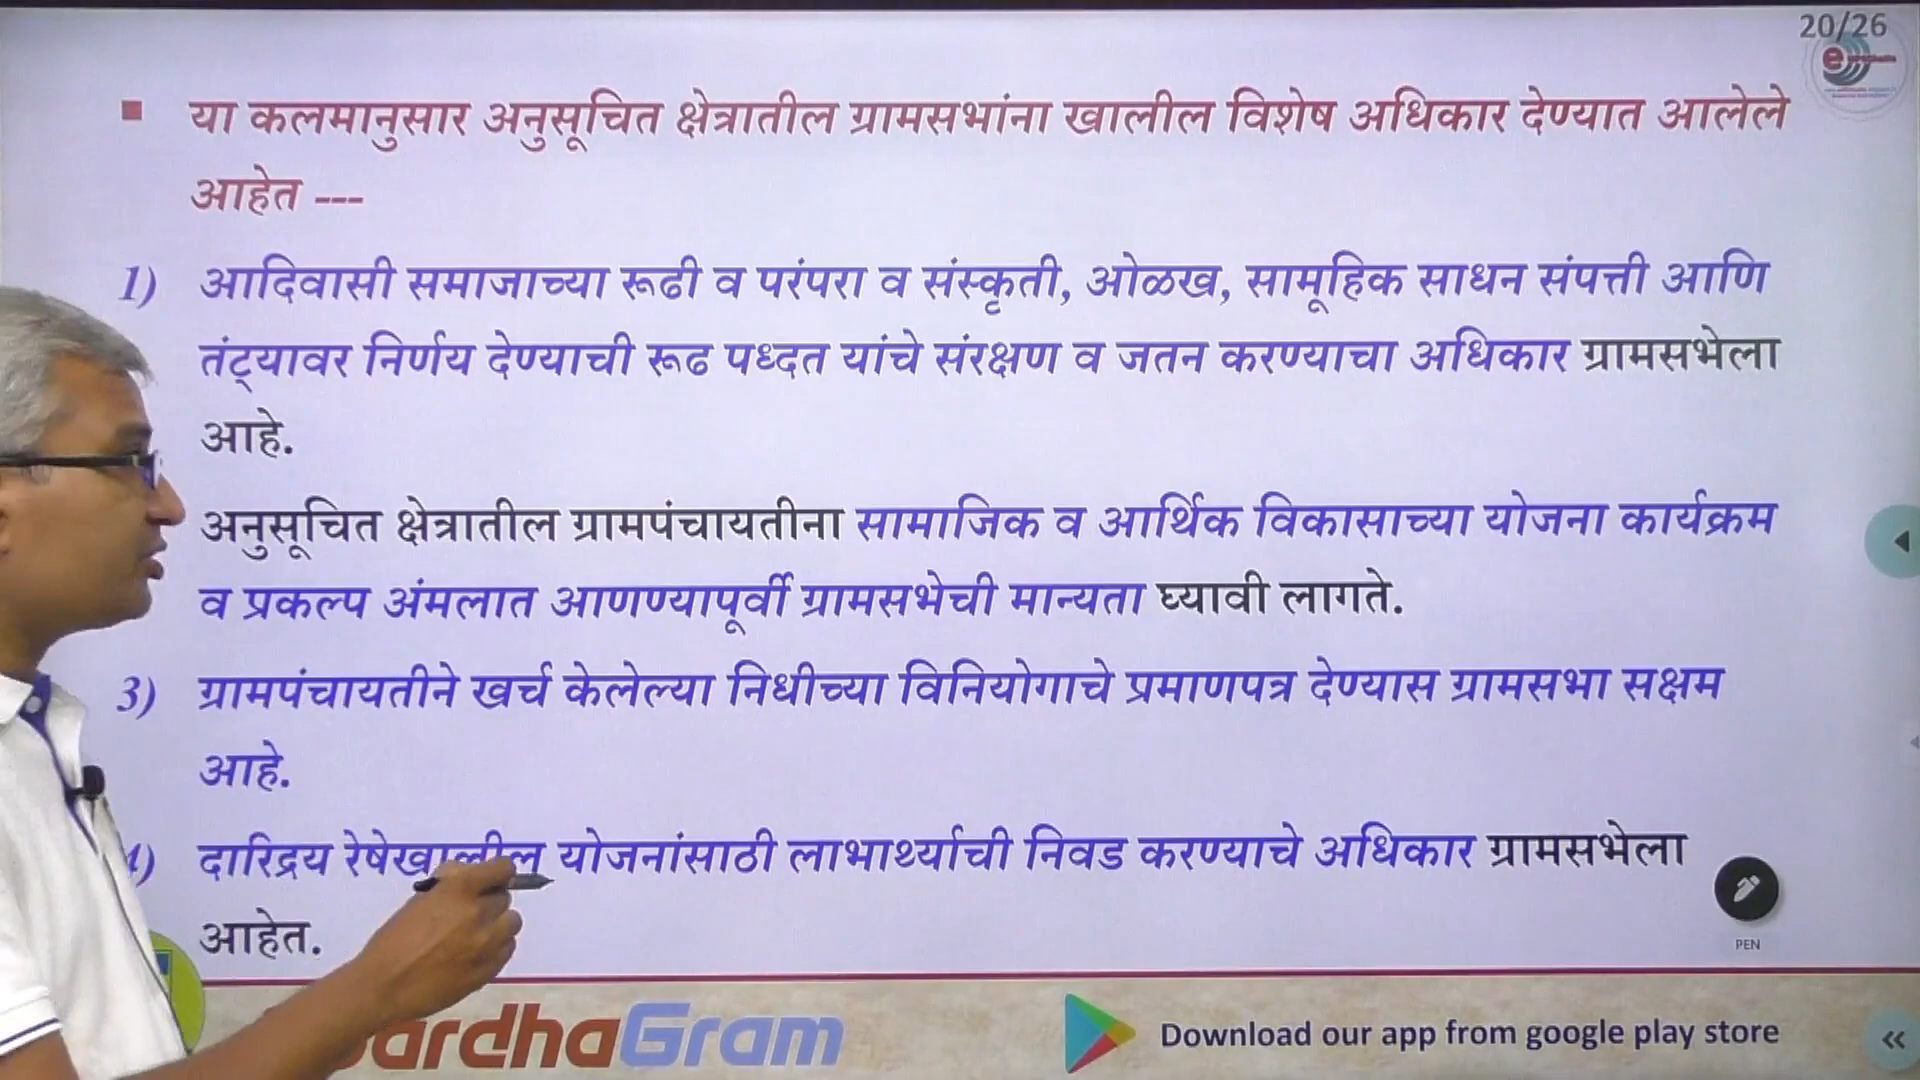 20/26
▪ या कलमानुसार अनुसूचित क्षेत्रातील ग्रामसभांना खालील विशेष अधिकार देण्यात आलेले
आहेत ---
1) आदिवासी समाजाच्या रूढी व परंपरा व संस्कृती, ओळख, सामूहिक साधन संपत्ती आणि
तंट्यावर निर्णय देण्याची रूढ पध्दत यांचे संरक्षण व जतन करण्याचा अधिकार ग्रामसभेला
आहे.
अनुसूचित क्षेत्रातील ग्रामपंचायतीना सामाजिक व आर्थिक विकासाच्या योजना कार्यक्रम
व प्रकल्प अंमलात आणण्यापूर्वी ग्रामसभेची मान्यता घ्यावी लागते.
3) ग्रामपंचायतीने खर्च केलेल्या निधीच्या विनियोगाचे प्रमाणपत्र देण्यास ग्रामसभा सक्षम
आहे.
4) दारिद्रय रेषेखालील योजनांसाठी लाभार्थ्याची निवड करण्याचे अधिकार ग्रामसभेला
आहेत.
PEN
ardhaGram
Download our app from google play store